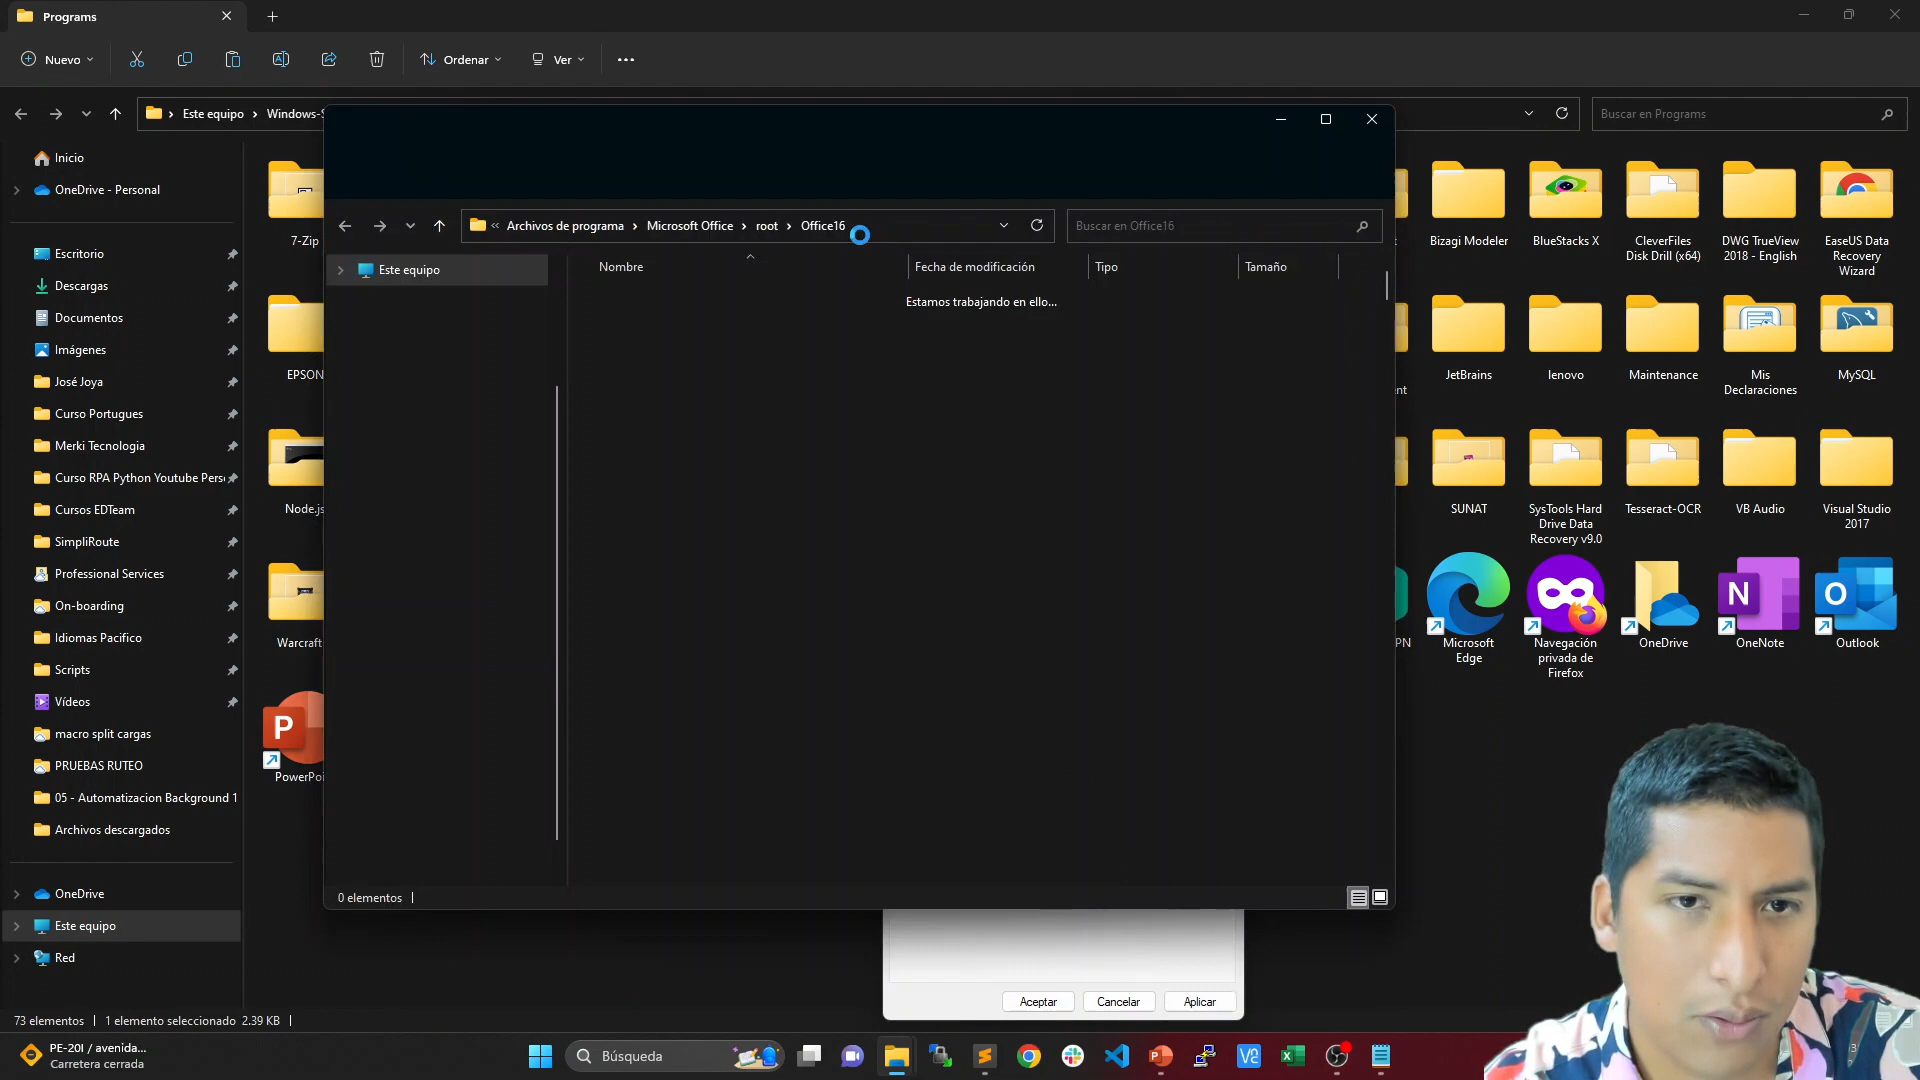 Programs
Nuevo
Ordenar
Ver
Este equipo
Windows-S
Buscar en Programs
Archivos de programa
Microsoft Office
root
Office16
Buscar en Office16
Este equipo
Nombre
Fecha de modificación
Tipo
Tamaño
Estamos trabajando en ello...
0 elementos
Inicio
OneDrive - Personal
Escritorio
Descargas
Documentos
Imágenes
José Joya
Curso Portugues
Merki Tecnologia
Curso RPA Python Youtube Pers
Cursos EDTeam
SimpliRoute
Professional Services
On-boarding
Idiomas Pacifico
Scripts
Vídeos
macro split cargas
PRUEBAS RUTEO
05 - Automatizacion Background 1
Archivos descargados
OneDrive
Este equipo
Red
7-Zip
EPSON
Node.js
Warcraft
P
PowerPoi
Bizagi Modeler
BlueStacks X
CleverFiles
Disk Drill (x64)
DWG TrueView
2018 - English
EaseUS Data
Recovery
Wizard
nt
JetBrains
lenovo
Maintenance
Mis
Declaraciones
MySQL
SUNAT
SysTools Hard
Drive Data
Recovery v9.0
Tesseract-OCR
VB Audio
Visual Studio
2017
PN
Microsoft
Edge
Navegación
privada de
Firefox
OneDrive
N
OneNote
O
Outlook
Aceptar
Cancelar
Aplicar
73 elementos
1 elemento seleccionado 2.39 KB
PE-20I / avenida...
Carretera cerrada
Búsqueda